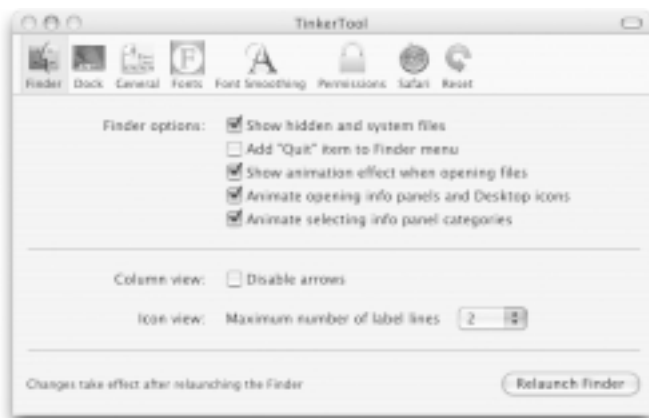 TinkerTool
Finder Dock General Fonts Font Smoothing Permissions Safari Reset
Finder options: Show hidden and system files
Add "Quit" item to Finder menu
Show animation effect when opening files
Animate opening info panels and Desktop icons
Animate selecting info panel categories
Column view: Disable arrows
Icon view: Maximum number of label lines 2
Changes take effect after relaunching the Finder Relaunch Finder